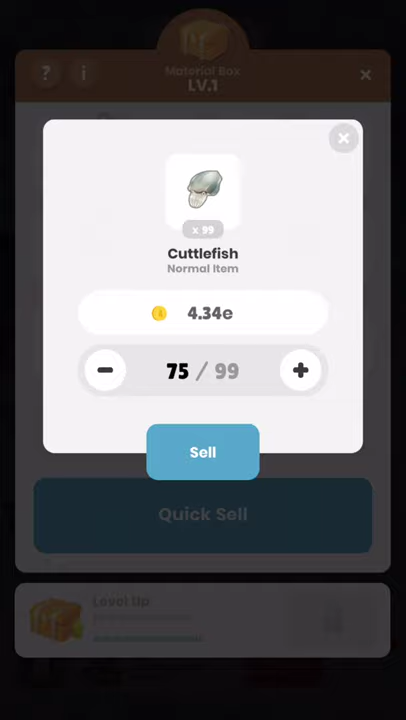 ? i
Material Box
LV.1
x 99
Cuttlefish
Normal Item
4.34e
75 / 99
Sell
Quick Sell
Level Up